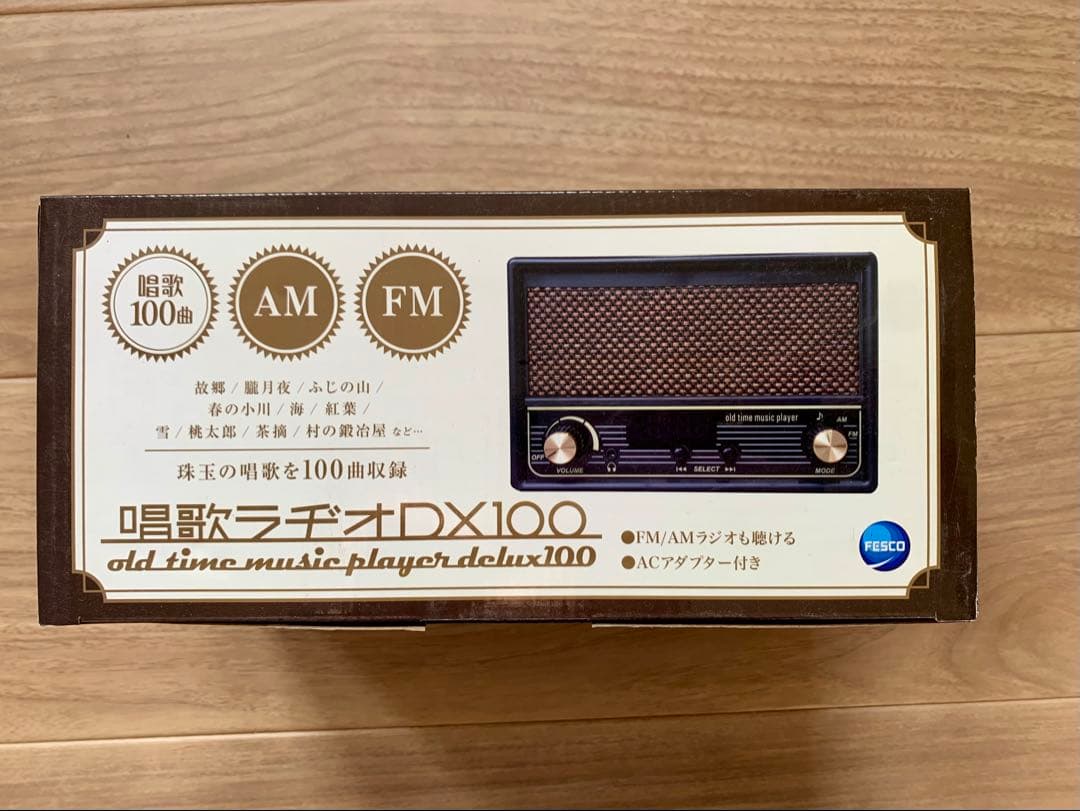 唱歌
100曲
AM
FM
故郷 / 朧月夜 / ふじの山 /
春の小川 / 海 / 紅葉 /
雪 / 桃太郎 / 茶摘 / 村の鍛冶屋 など…
珠玉の唱歌を100曲収録
唱歌ラヂオDX100
old time music player delux100
old time music player
♪
AM
FM
OFF
VOLUME
SELECT
MODE
●FM/AMラジオも聴ける
●ACアダプター付き
FESCO